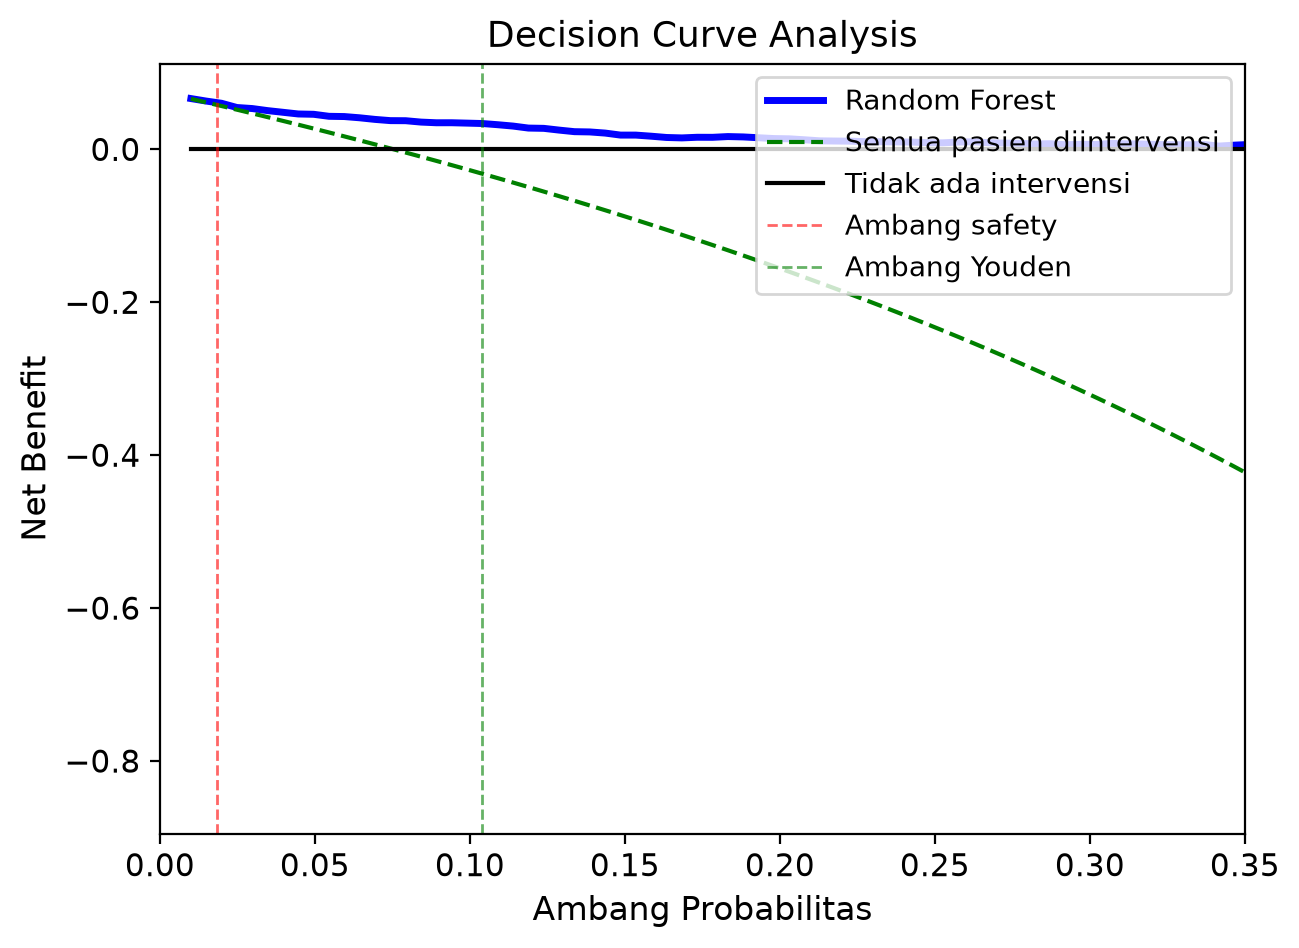 Decision Curve Analysis
Random Forest
Semua pasien diintervensi
Tidak ada intervensi
Ambang safety
Ambang Youden
Net Benefit
0.0
−0.2
−0.4
−0.6
−0.8
0.00 0.05 0.10 0.15 0.20 0.25 0.30 0.35
Ambang Probabilitas